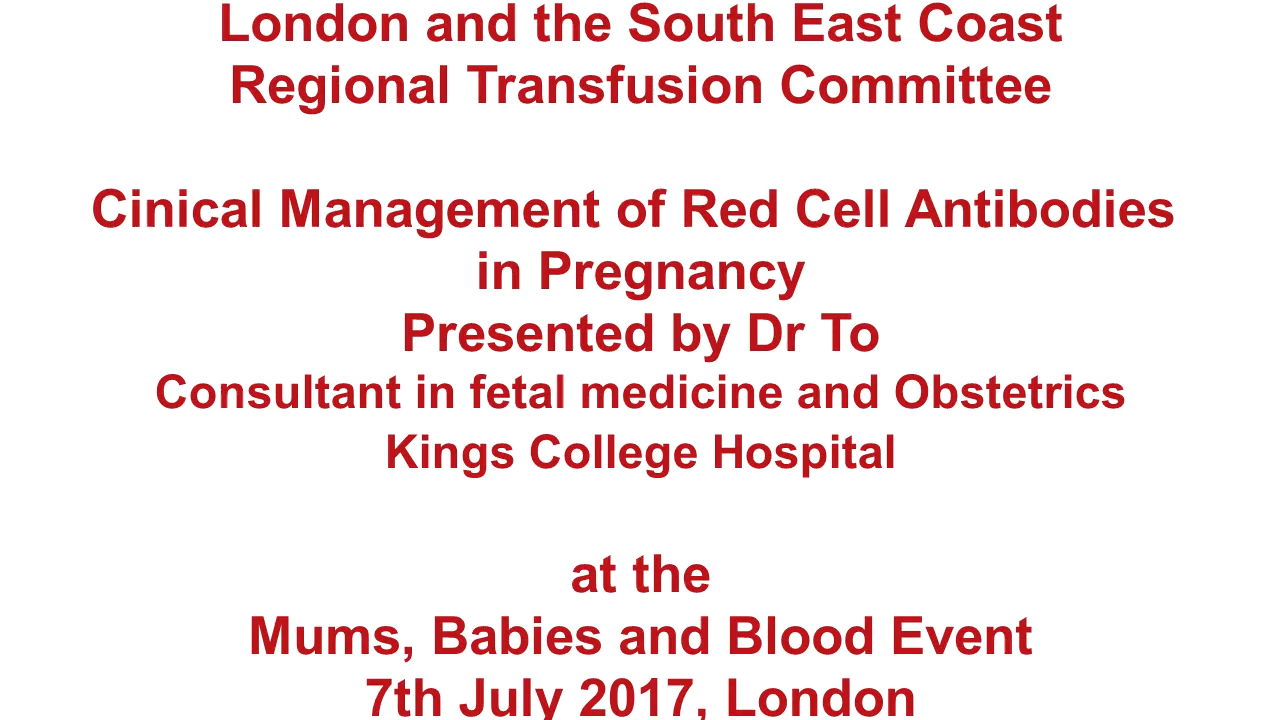 London and the South East Coast
Regional Transfusion Committee
Cinical Management of Red Cell Antibodies
in Pregnancy
Presented by Dr To
Consultant in fetal medicine and Obstetrics
Kings College Hospital
at the
Mums, Babies and Blood Event
7th July 2017, London